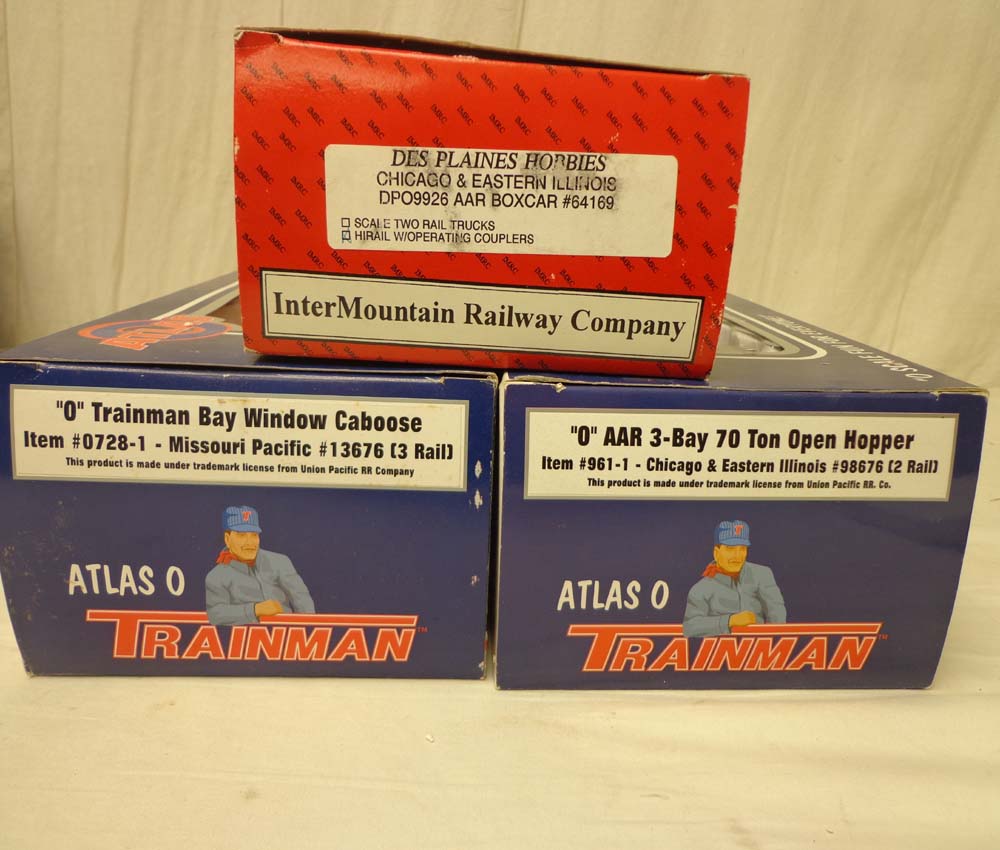 DES PLAINES HOBBIES
CHICAGO & EASTERN ILLINOIS
DPO9926 AAR BOXCAR #64169
SCALE TWO RAIL TRUCKS
HIRAIL W/OPERATING COUPLERS
InterMountain Railway Company
"O" Trainman Bay Window Caboose
Item #0728-1 - Missouri Pacific #13676 (3 Rail)
This product is made under trademark license from Union Pacific RR Company
ATLAS O
TRAINMAN™
"O" AAR 3-Bay 70 Ton Open Hopper
Item #961-1 - Chicago & Eastern Illinois #98676 (2 Rail)
This product is made under trademark license from Union Pacific RR. Co.
ATLAS O
TRAINMAN™